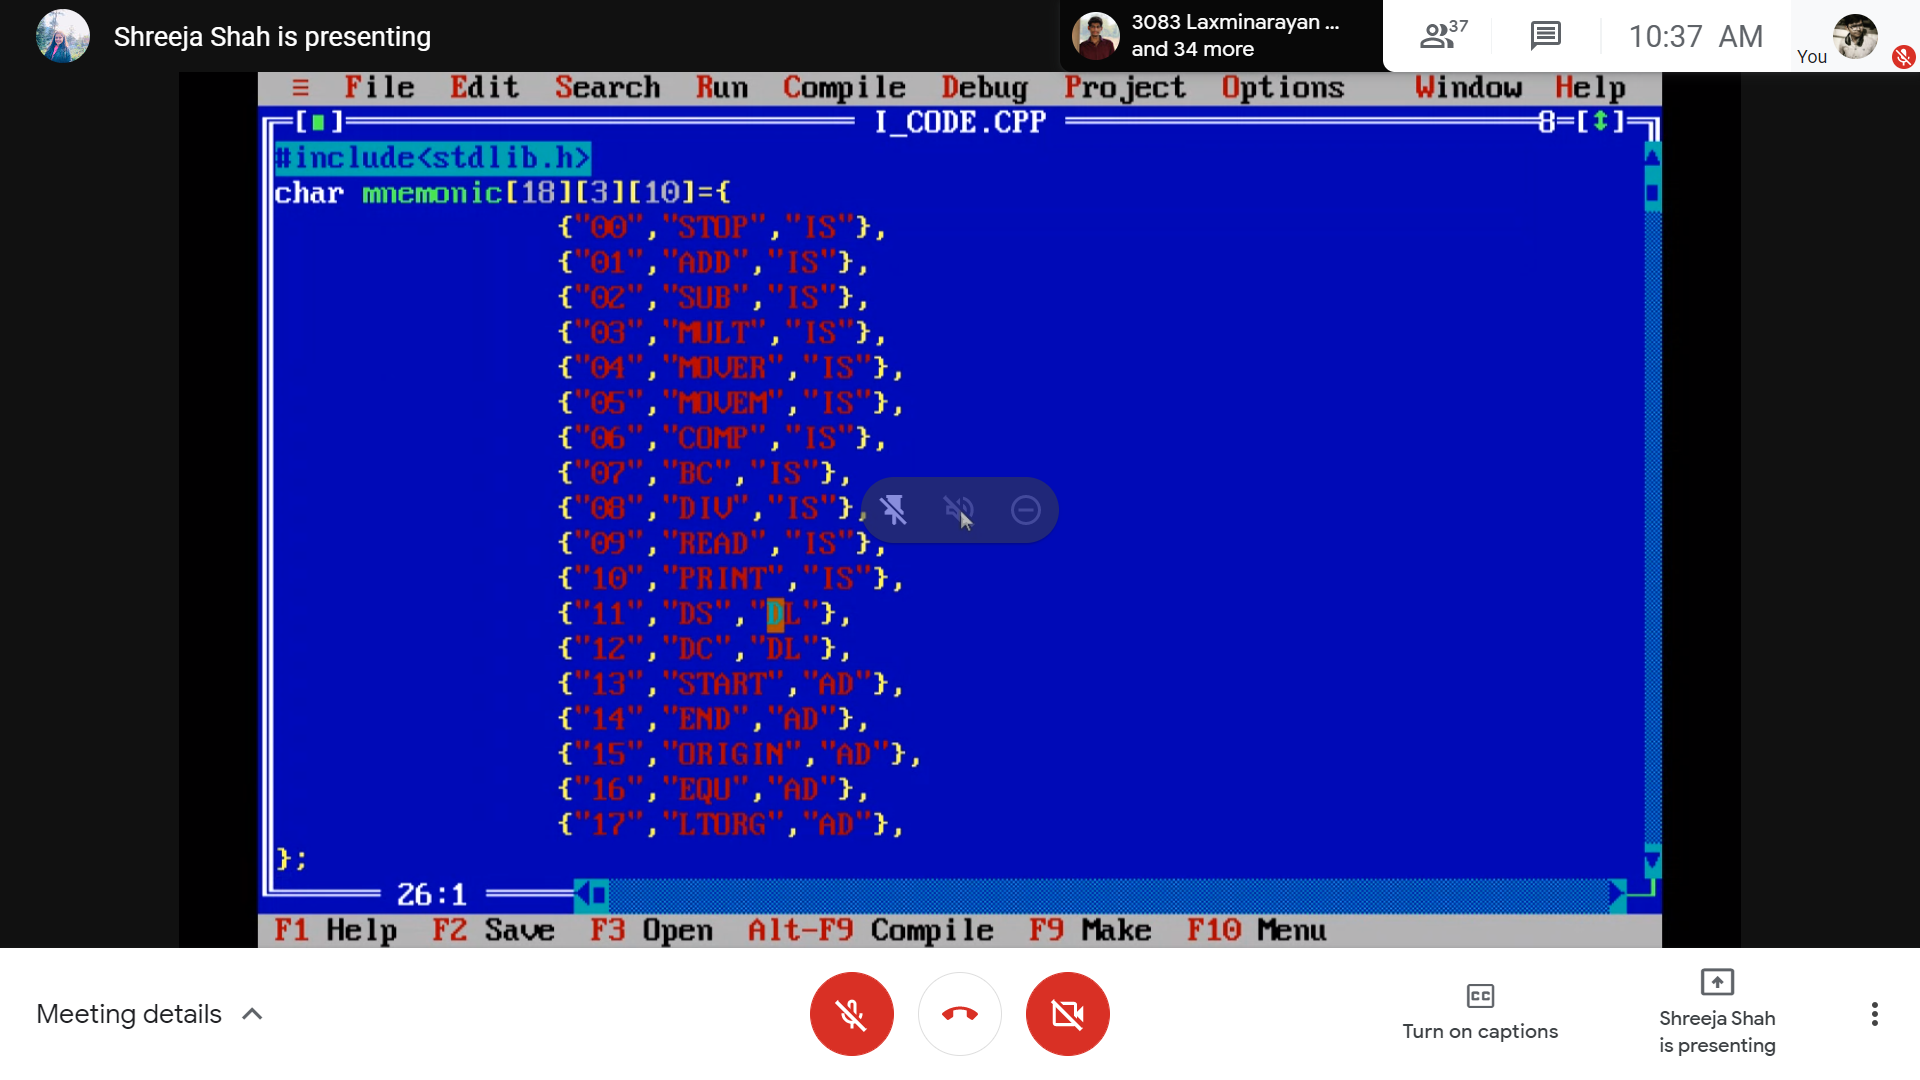 Shreeja Shah is presenting
3083 Laxminarayan ...
and 34 more
37
10:37 AM
You
≡ File Edit Search Run Compile Debug Project Options Window Help
[■] I_CODE.CPP 8=[↕]
#include<stdlib.h>
char mnemonic[18][3][10]={
{"00","STOP","IS"},
{"01","ADD","IS"},
{"02","SUB","IS"},
{"03","MULT","IS"},
{"04","MOVER","IS"},
{"05","MOVEM","IS"},
{"06","COMP","IS"},
{"07","BC","IS"},
{"08","DIV","IS"},
{"09","READ","IS"},
{"10","PRINT","IS"},
{"11","DS","DL"},
{"12","DC","DL"},
{"13","START","AD"},
{"14","END","AD"},
{"15","ORIGIN","AD"},
{"16","EQU","AD"},
{"17","LTORG","AD"},
};
26:1
F1 Help F2 Save F3 Open Alt-F9 Compile F9 Make F10 Menu
Meeting details
CC
Turn on captions
Shreeja Shah
is presenting